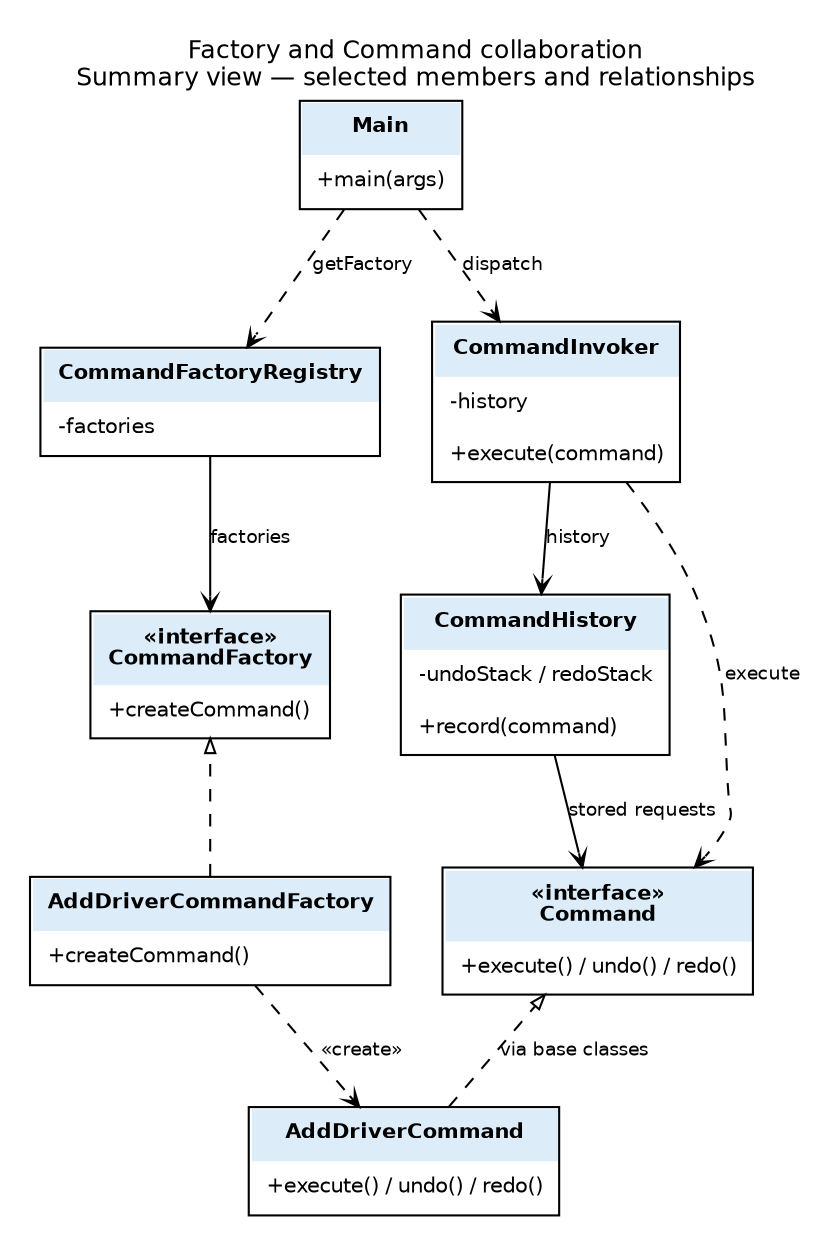 Factory and Command collaboration
Summary view — selected members and relationships
Main
+main(args)
getFactory
dispatch
CommandFactoryRegistry
-factories
CommandInvoker
-history
+execute(command)
factories
history
execute
«interface»
CommandFactory
+createCommand()
CommandHistory
-undoStack / redoStack
+record(command)
stored requests
AddDriverCommandFactory
+createCommand()
«interface»
Command
+execute() / undo() / redo()
«create»
via base classes
AddDriverCommand
+execute() / undo() / redo()